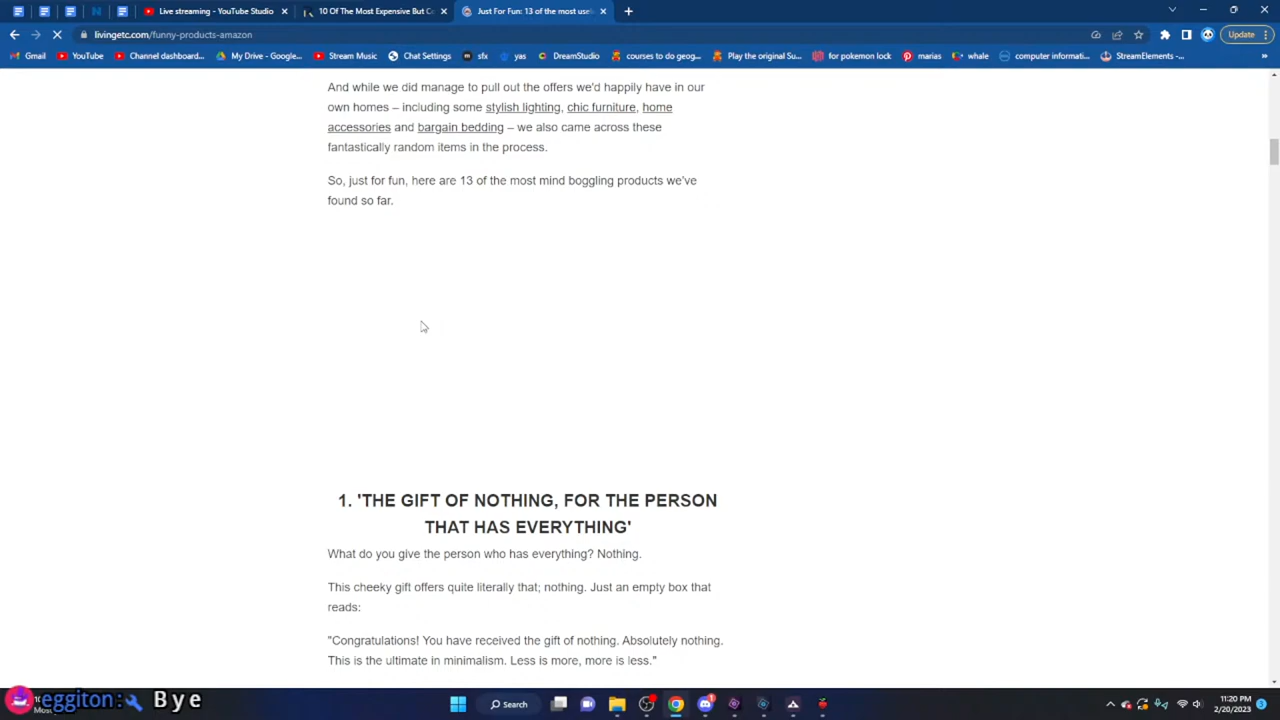 Live streaming - YouTube Studio
10 Of The Most Expensive But C
Just For Fun: 13 of the most usel
livingetc.com/funny-products-amazon
Update
Gmail
YouTube
Channel dashboard...
My Drive - Google...
Stream Music
Chat Settings
sfx
yas
DreamStudio
courses to do geog...
Play the original Su...
for pokemon lock
marias
whale
computer informati...
StreamElements -...
»
And while we did manage to pull out the offers we'd happily have in our
own homes – including some stylish lighting, chic furniture, home
accessories and bargain bedding – we also came across these
fantastically random items in the process.
So, just for fun, here are 13 of the most mind boggling products we've
found so far.
1. 'THE GIFT OF NOTHING, FOR THE PERSON
THAT HAS EVERYTHING'
What do you give the person who has everything? Nothing.
This cheeky gift offers quite literally that; nothing. Just an empty box that
reads:
"Congratulations! You have received the gift of nothing. Absolutely nothing.
This is the ultimate in minimalism. Less is more, more is less."
eggiton: Bye
Search
11:20 PM
2/20/2023